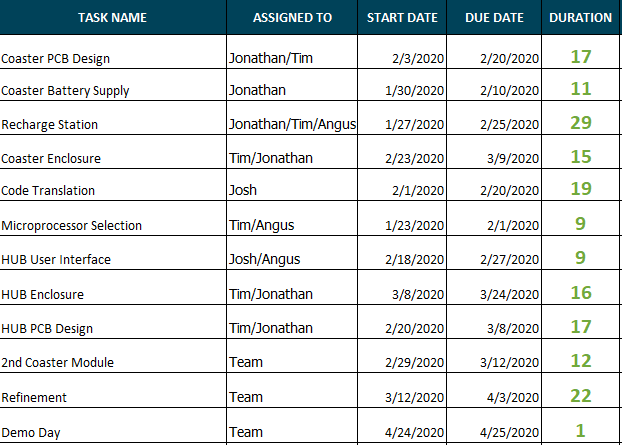 TASK NAME ASSIGNED TO START DATE DUE DATE DURATION
Coaster PCB Design Jonathan/Tim 2/3/2020 2/20/2020 17
Coaster Battery Supply Jonathan 1/30/2020 2/10/2020 11
Recharge Station Jonathan/Tim/Angus 1/27/2020 2/25/2020 29
Coaster Enclosure Tim/Jonathan 2/23/2020 3/9/2020 15
Code Translation Josh 2/1/2020 2/20/2020 19
Microprocessor Selection Tim/Angus 1/23/2020 2/1/2020 9
HUB User Interface Josh/Angus 2/18/2020 2/27/2020 9
HUB Enclosure Tim/Jonathan 3/8/2020 3/24/2020 16
HUB PCB Design Tim/Jonathan 2/20/2020 3/8/2020 17
2nd Coaster Module Team 2/29/2020 3/12/2020 12
Refinement Team 3/12/2020 4/3/2020 22
Demo Day Team 4/24/2020 4/25/2020 1